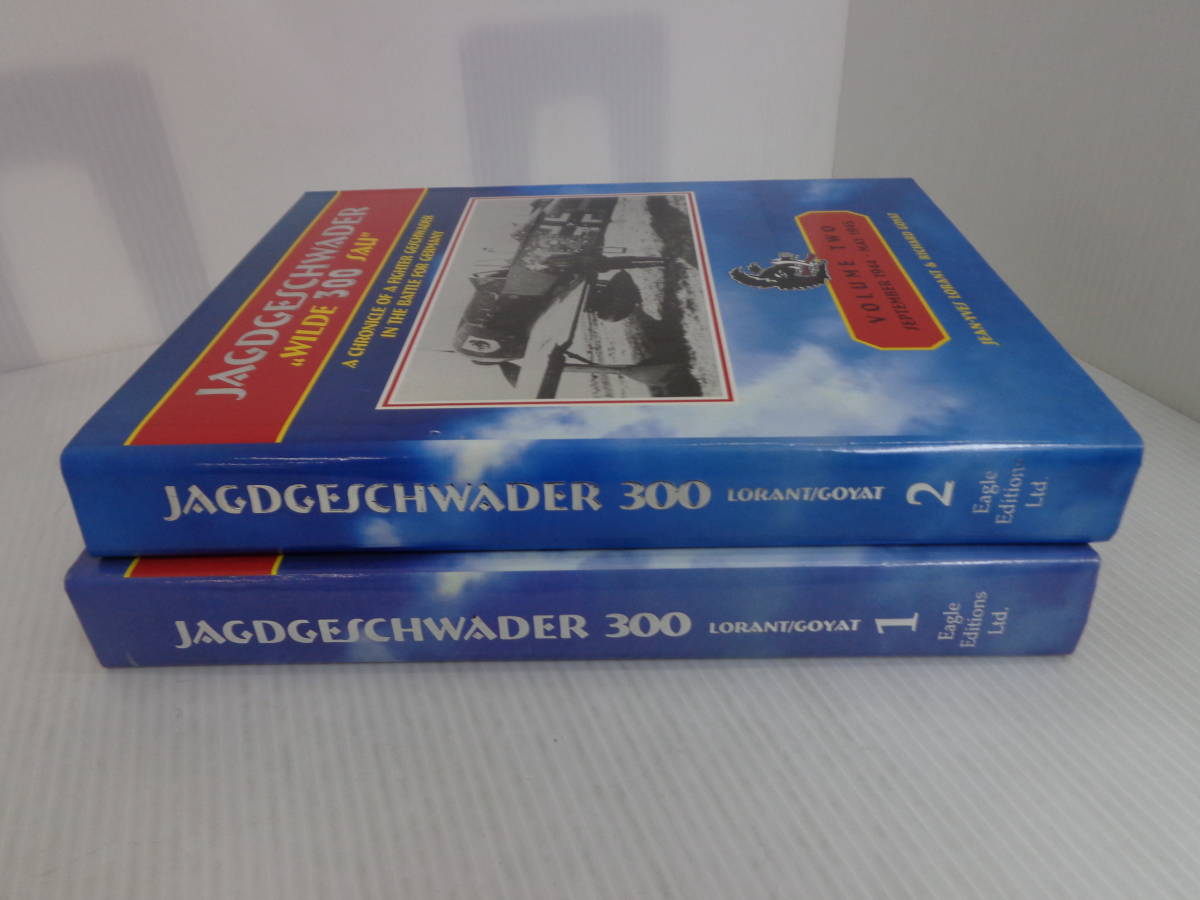 JAGDGESCHWADER
"WILDE 300 SAU"
A CHRONICLE OF A FIGHTER GESCHWADER
IN THE BATTLE FOR GERMANY
VOLUME TWO
SEPTEMBER 1944 - MAY 1945
JEAN-YVES LORANT & RICHARD GOYAT
JAGDGESCHWADER 300 LORANT/GOYAT 2
Eagle
Editions
Ltd.
JAGDGESCHWADER 300 LORANT/GOYAT 1
Eagle
Editions
Ltd.